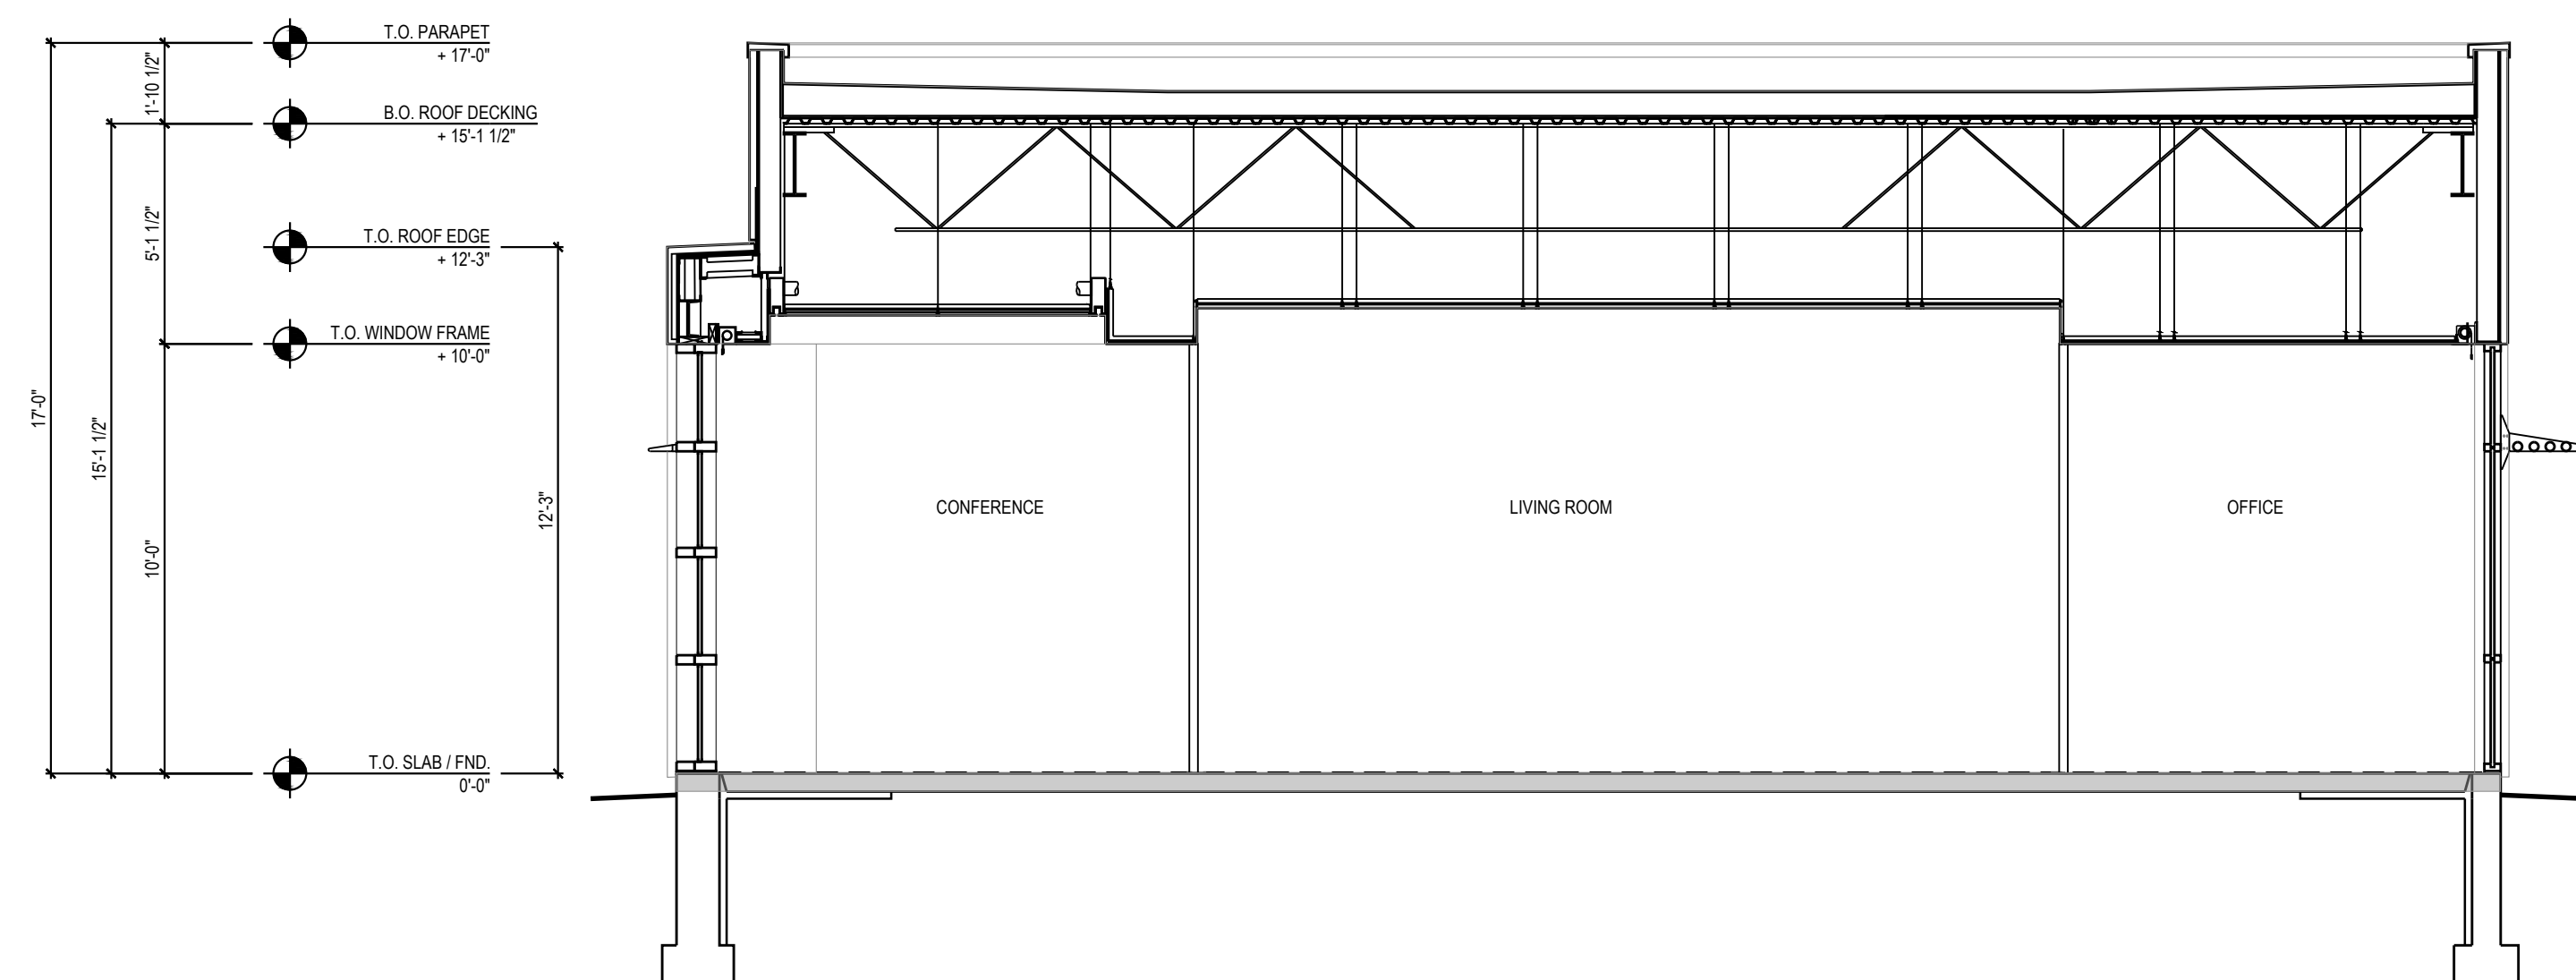 T.O. PARAPET
+ 17'-0"
1'-10 1/2"
B.O. ROOF DECKING
+ 15'-1 1/2"
5'-1 1/2"
T.O. ROOF EDGE
+ 12'-3"
T.O. WINDOW FRAME
+ 10'-0"
17'-0"
15'-1 1/2"
10'-0"
12'-3"
CONFERENCE
LIVING ROOM
OFFICE
T.O. SLAB / FND.
0'-0"